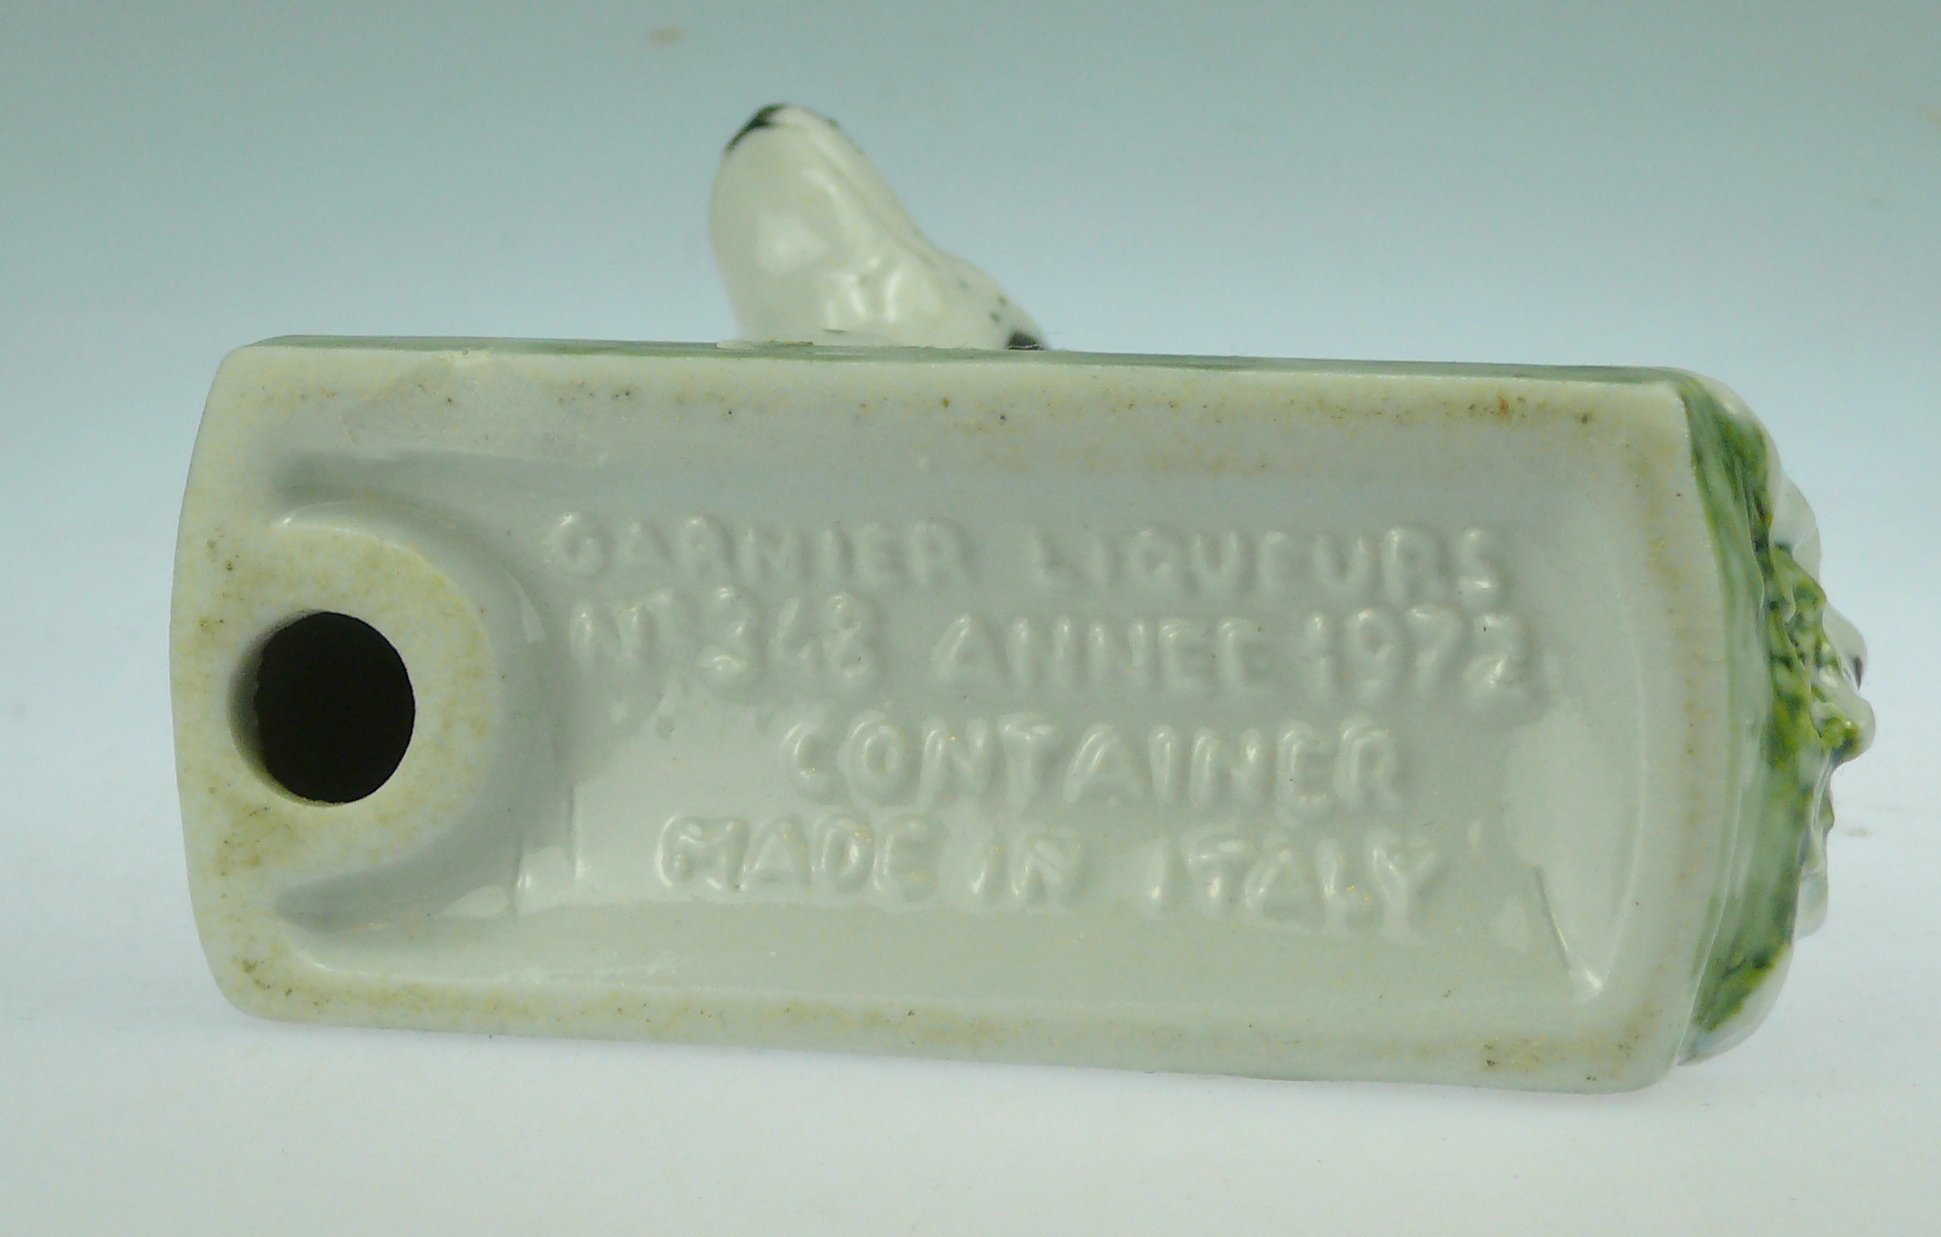 GARNIER LIQUEURS
Nº 348 ANNEE 1972
CONTAINER
MADE IN ITALY